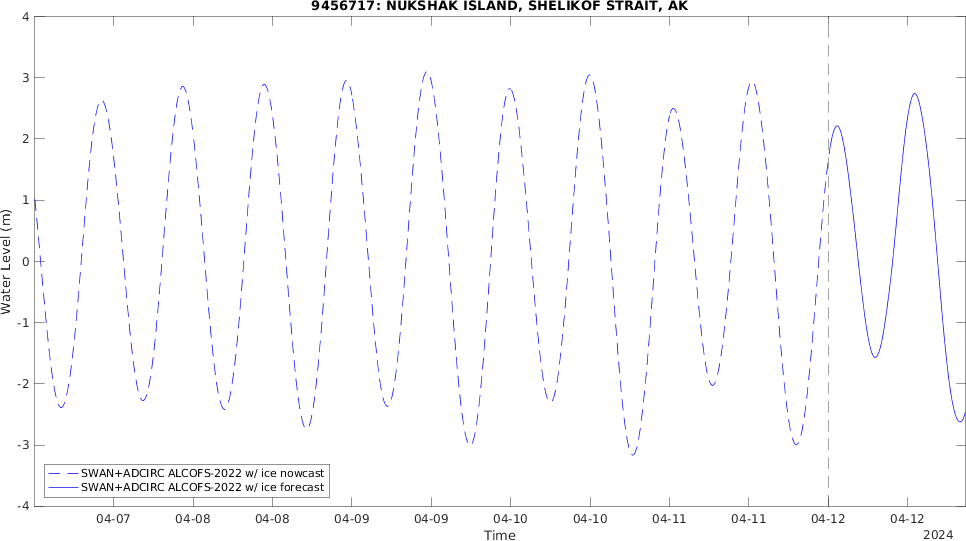 9456717: NUKSHAK ISLAND, SHELIKOF STRAIT, AK
4
3
2
1
0
-1
-2
-3
-4
Water Level (m)
SWAN+ADCIRC ALCOFS-2022 w/ ice nowcast
SWAN+ADCIRC ALCOFS-2022 w/ ice forecast
04-07 04-08 04-08 04-09 04-09 04-10 04-10 04-11 04-11 04-12 04-12
Time
2024